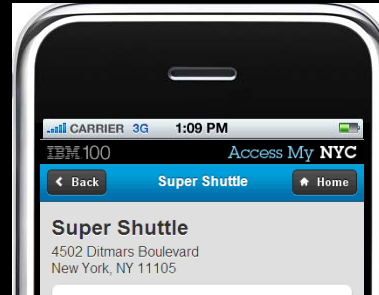 CARRIER 3G 1:09 PM
IBM 100 Access My NYC
Back Super Shuttle Home
Super Shuttle
4502 Ditmars Boulevard
New York, NY 11105